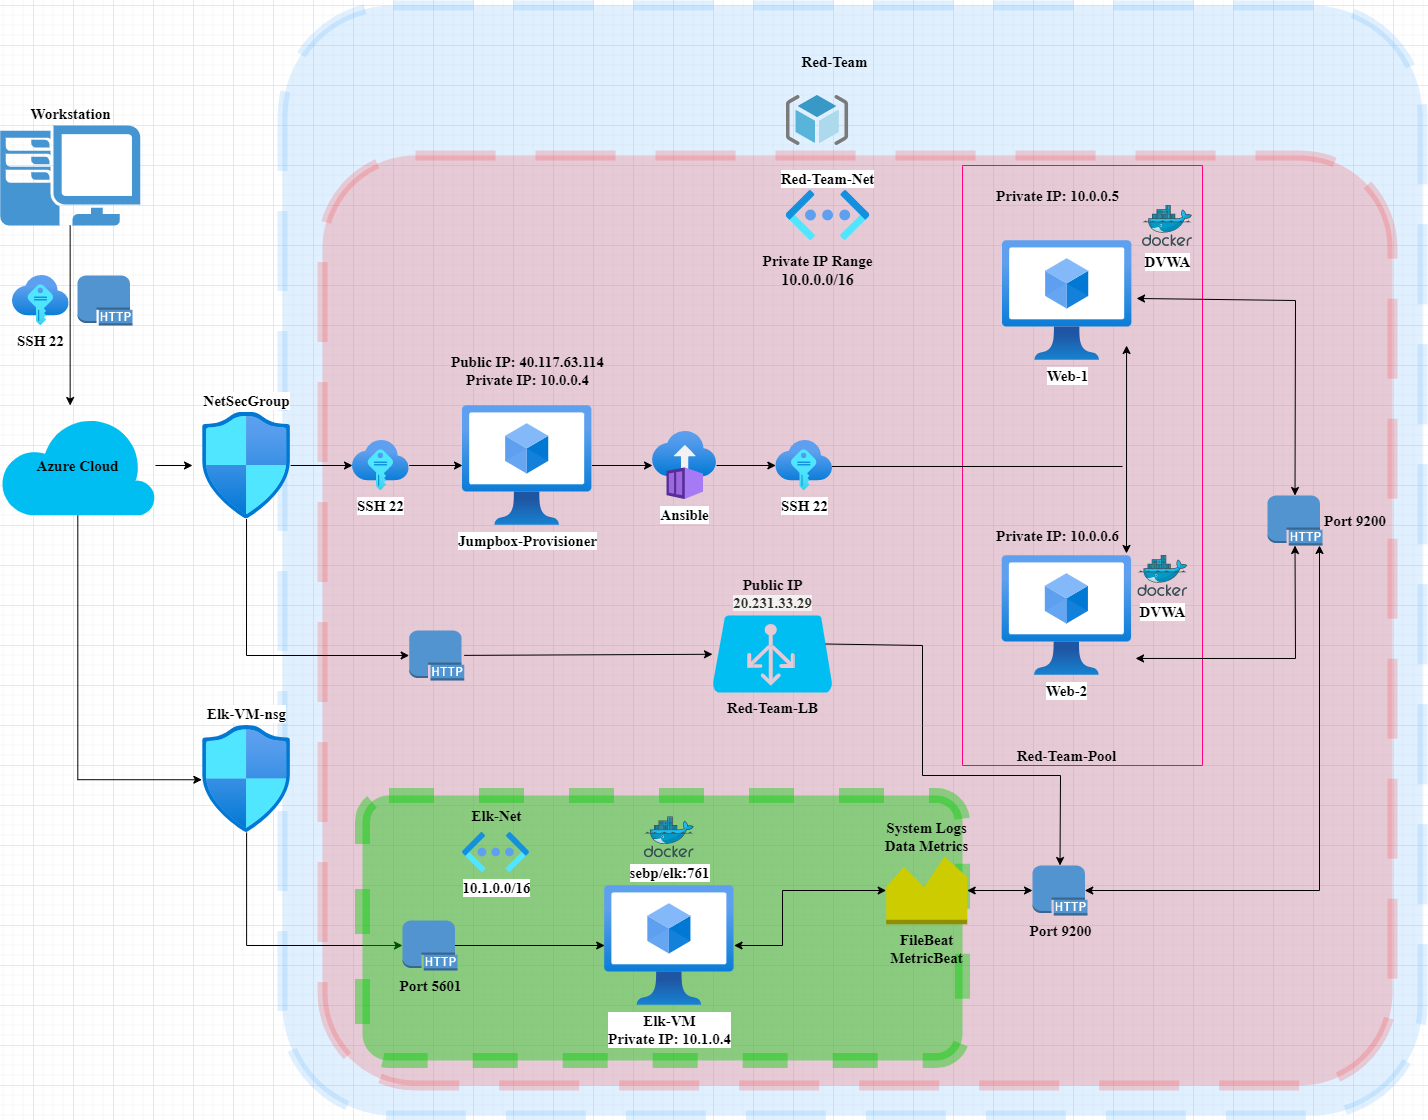 Red-Team
Workstation
Red-Team-Net
Private IP Range
10.0.0.0/16
Private IP: 10.0.0.5
docker
DVWA
HTTP
SSH 22
Public IP: 40.117.63.114
Private IP: 10.0.0.4
Web-1
NetSecGroup
Azure Cloud
SSH 22
Ansible
SSH 22
Jumpbox-Provisioner
HTTP
Port 9200
Private IP: 10.0.0.6
docker
DVWA
Public IP
20.231.33.29
HTTP
Web-2
Red-Team-LB
Elk-VM-nsg
Red-Team-Pool
Elk-Net
10.1.0.0/16
docker
sebp/elk:761
System Logs
Data Metrics
HTTP
Port 9200
FileBeat
MetricBeat
HTTP
Port 5601
Elk-VM
Private IP: 10.1.0.4